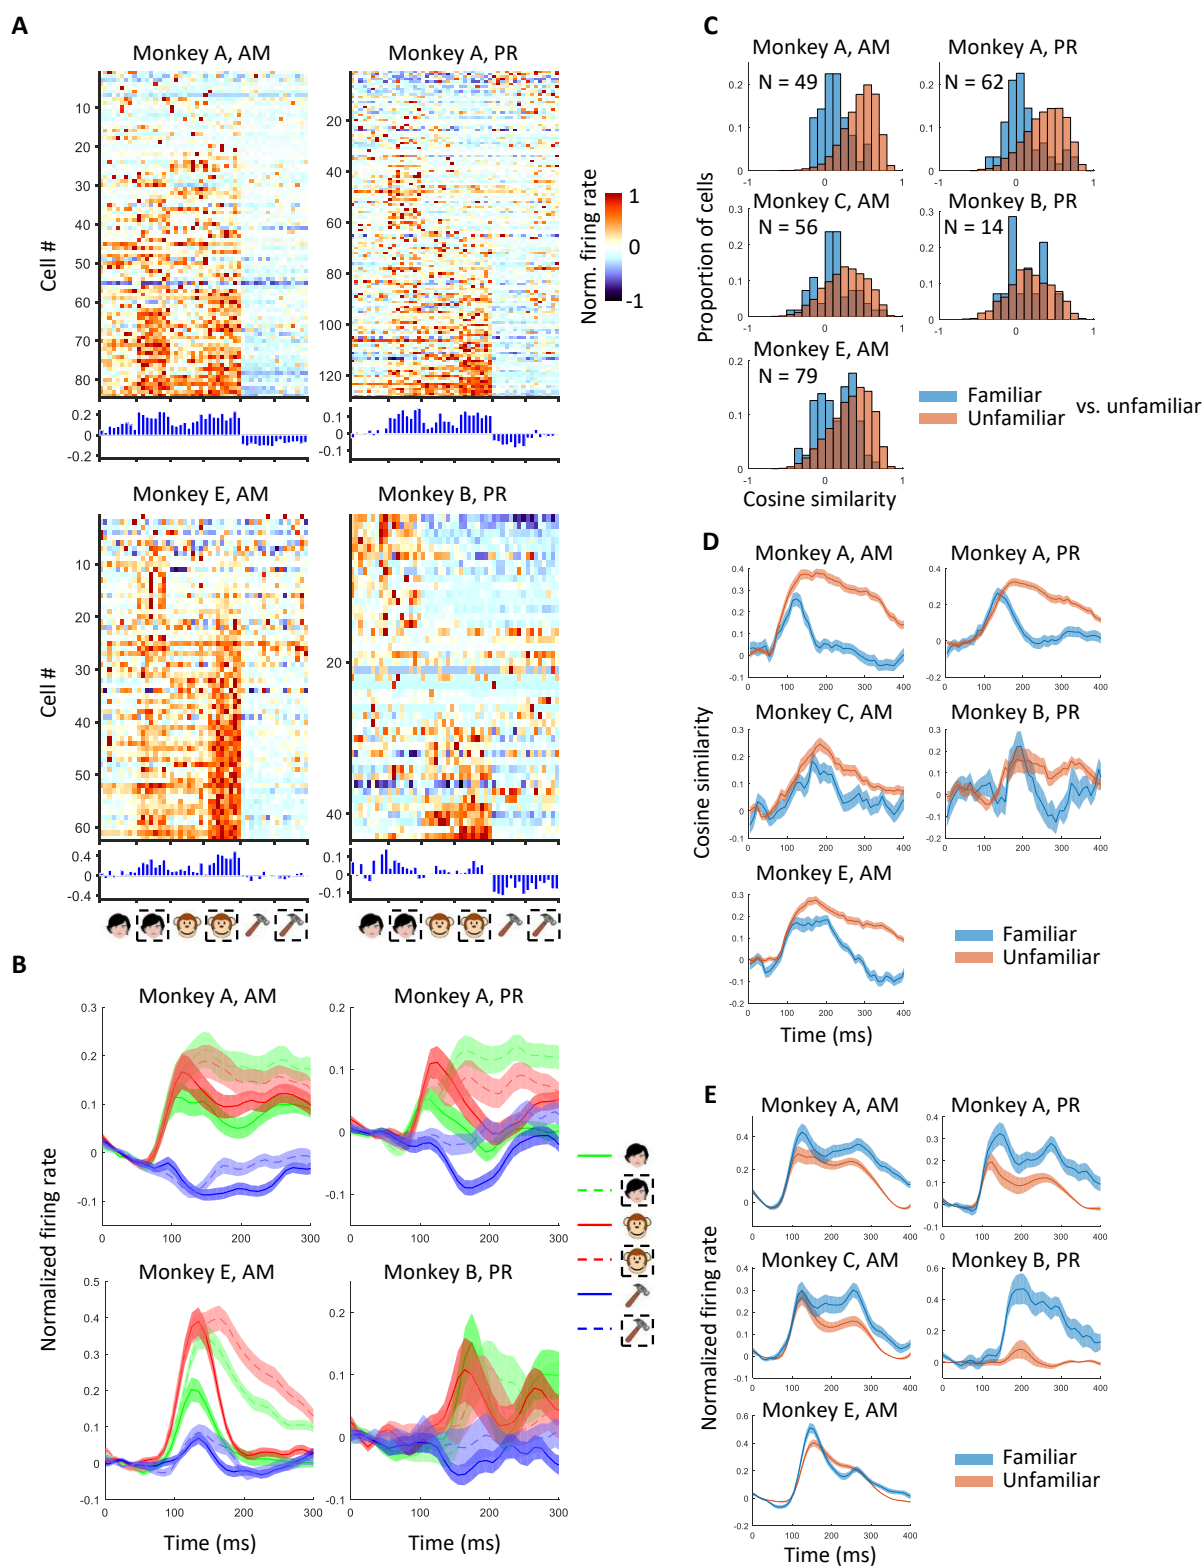 A
Monkey A, AM
Monkey A, PR
Cell #
10
20
30
40
50
60
70
80
20
40
60
80
100
120
Norm. firing rate
1
0
-1
0.2
0
-0.2
0.1
0
-0.1
Monkey E, AM
Monkey B, PR
Cell #
10
20
30
40
50
60
20
40
0.4
0
-0.4
0.1
0
-0.1
B
Monkey A, AM
Monkey A, PR
Normalized firing rate
0.3
0.2
0.1
0
-0.1
0 100 200 300
0.2
0.1
0
-0.1
0 100 200 300
Monkey E, AM
Monkey B, PR
0.5
0.4
0.3
0.2
0.1
0
-0.1
0 100 200 300
0.2
0.1
0
-0.1
0 100 200 300
Time (ms)
Time (ms)
C
Monkey A, AM
Monkey A, PR
N = 49
N = 62
0.2
0.1
0
-1 0 1
0.2
0.1
0
-1 0 1
Proportion of cells
Monkey C, AM
Monkey B, PR
N = 56
N = 14
0.3
0.2
0.1
0
-1 0 1
0.3
0.2
0.1
0
-1 0 1
Monkey E, AM
N = 79
0.2
0.1
0
-1 0 1
Cosine similarity
Familiar
Unfamiliar
vs. unfamiliar
D
Monkey A, AM
Monkey A, PR
0.4
0.3
0.2
0.1
0
-0.1
0 100 200 300 400
0.4
0.2
0
-0.2
0 100 200 300 400
Cosine similarity
Monkey C, AM
Monkey B, PR
0.3
0.2
0.1
0
-0.1
0 100 200 300 400
0.3
0.2
0.1
0
-0.1
-0.2
0 100 200 300 400
Monkey E, AM
0.3
0.2
0.1
0
-0.1
-0.2
0 100 200 300 400
Time (ms)
Familiar
Unfamiliar
E
Monkey A, AM
Monkey A, PR
0.4
0.2
0
0 100 200 300 400
0.4
0.3
0.2
0.1
0
-0.1
0 100 200 300 400
Normalized firing rate
Monkey C, AM
Monkey B, PR
0.4
0.3
0.2
0.1
0
-0.1
0 100 200 300 400
0.6
0.4
0.2
0
-0.2
0 100 200 300 400
Monkey E, AM
0.6
0.4
0.2
0
-0.2
0 100 200 300 400
Time (ms)
Familiar
Unfamiliar